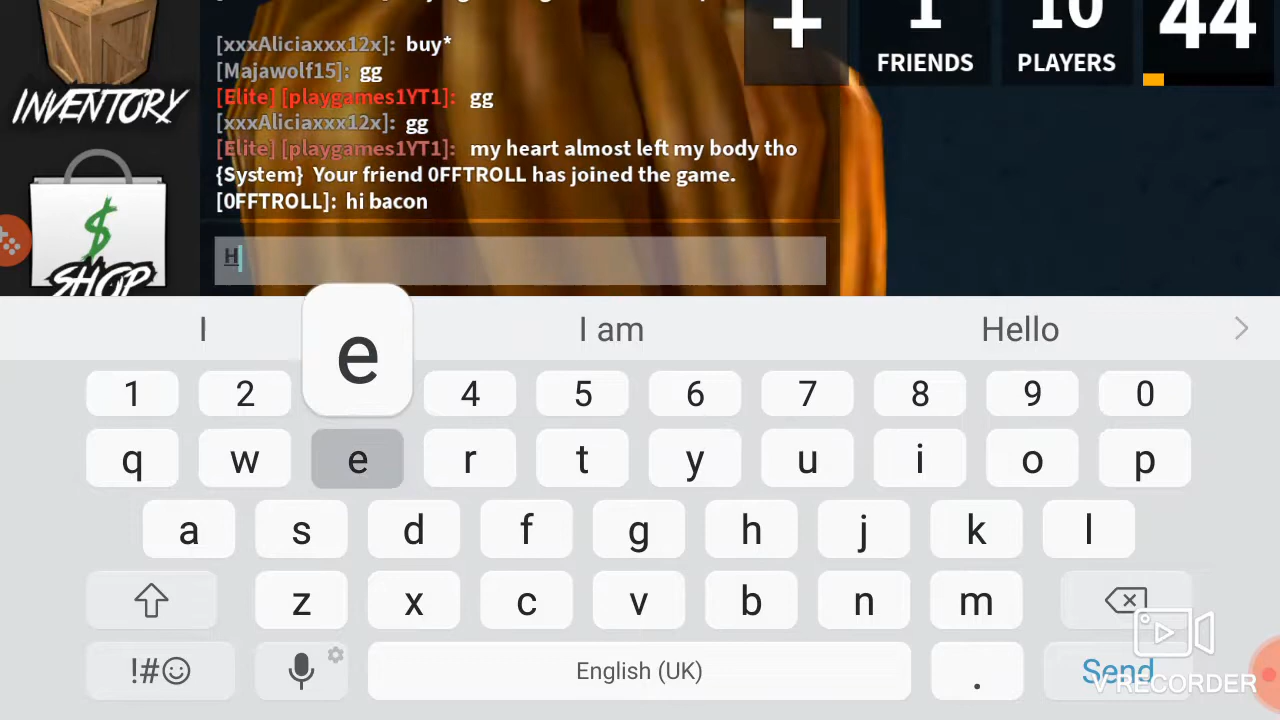 INVENTORY
SHOP
[xxxAliciaxxx12x]: buy*
[Majawolf15]: gg
[Elite] [playgames1YT1]: gg
[xxxAliciaxxx12x]: gg
[Elite] [playgames1YT1]: my heart almost left my body tho
{System} Your friend 0FFTROLL has joined the game.
[0FFTROLL]: hi bacon
H
+
1
FRIENDS
10
PLAYERS
44
I
I am
Hello
e
1 2 4 5 6 7 8 9 0
q w e r t y u i o p
a s d f g h j k l
z x c v b n m
!#☺ English (UK) . Send
V RECORDER